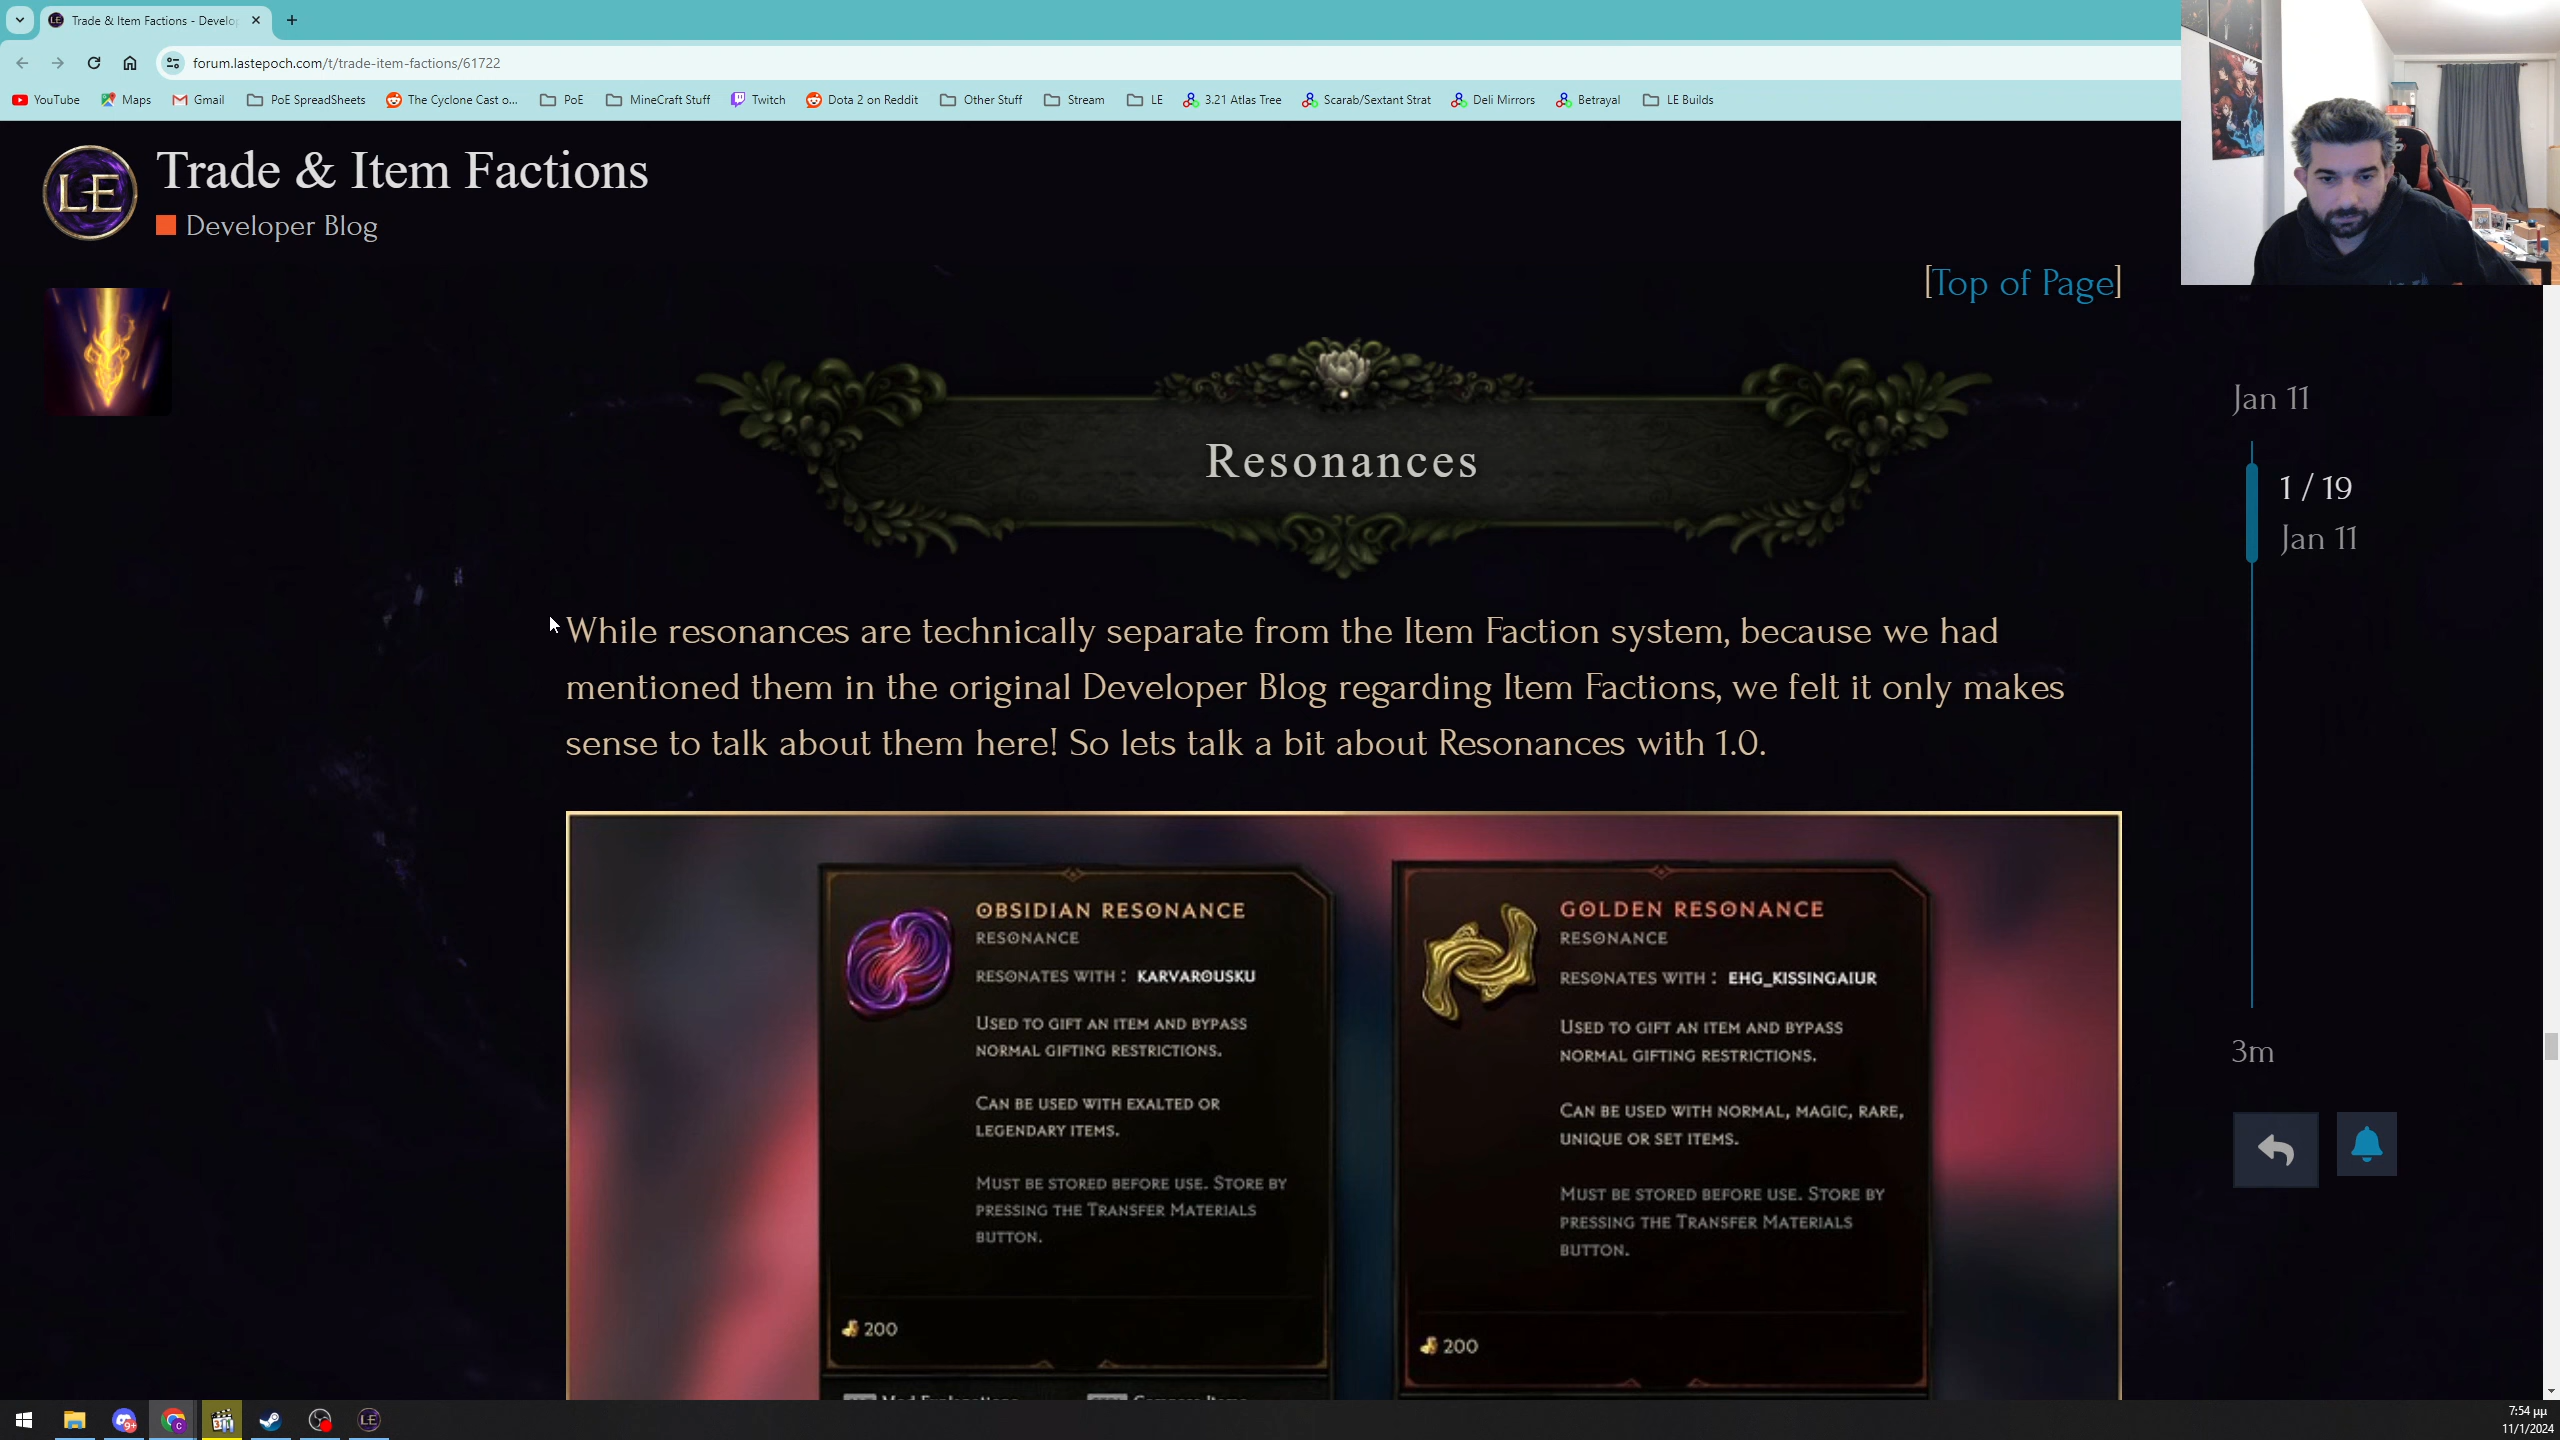 Trade & Item Factions - Develo
forum.lastepoch.com/t/trade-item-factions/61722
YouTube Maps Gmail PoE SpreadSheets The Cyclone Cast o... PoE MineCraft Stuff Twitch Dota 2 on Reddit Other Stuff Stream LE 3.21 Atlas Tree Scarab/Sextant Strat Deli Mirrors Betrayal LE Builds
LE
Trade & Item Factions
Developer Blog
[Top of Page]
Resonances
Jan 11
1 / 19
Jan 11
While resonances are technically separate from the Item Faction system, because we had
mentioned them in the original Developer Blog regarding Item Factions, we felt it only makes
sense to talk about them here! So lets talk a bit about Resonances with 1.0.
OBSIDIAN RESONANCE
RESONANCE
RESONATES WITH : KARVAROUSKU
USED TO GIFT AN ITEM AND BYPASS
NORMAL GIFTING RESTRICTIONS.
CAN BE USED WITH EXALTED OR
LEGENDARY ITEMS.
MUST BE STORED BEFORE USE. STORE BY
PRESSING THE TRANSFER MATERIALS
BUTTON.
200
GOLDEN RESONANCE
RESONANCE
RESONATES WITH : EHG_KISSINGAIUR
USED TO GIFT AN ITEM AND BYPASS
NORMAL GIFTING RESTRICTIONS.
CAN BE USED WITH NORMAL, MAGIC, RARE,
UNIQUE OR SET ITEMS.
MUST BE STORED BEFORE USE. STORE BY
PRESSING THE TRANSFER MATERIALS
BUTTON.
200
3m
9+
LE
7:54 μμ
11/1/2024